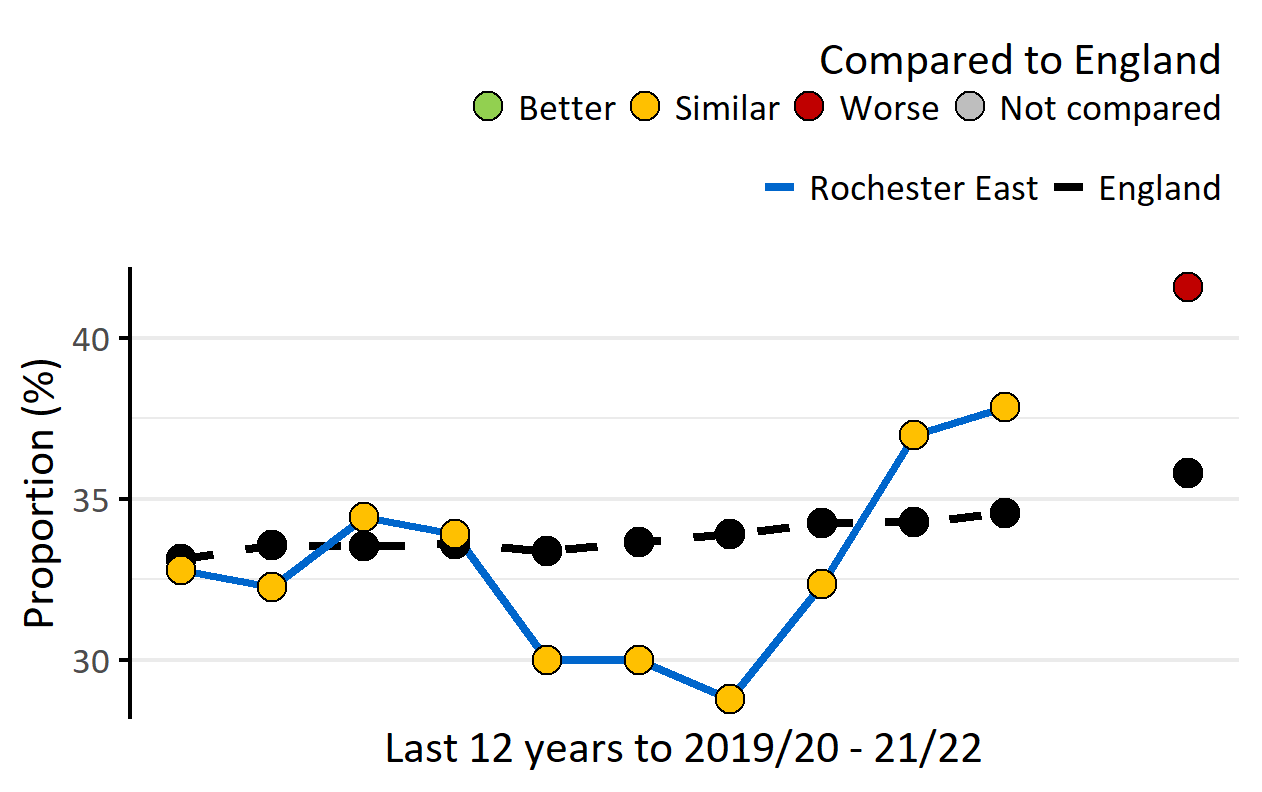 Compared to England
Better Similar Worse Not compared
Rochester East England
40
35
30
Proportion (%)
Last 12 years to 2019/20 - 21/22